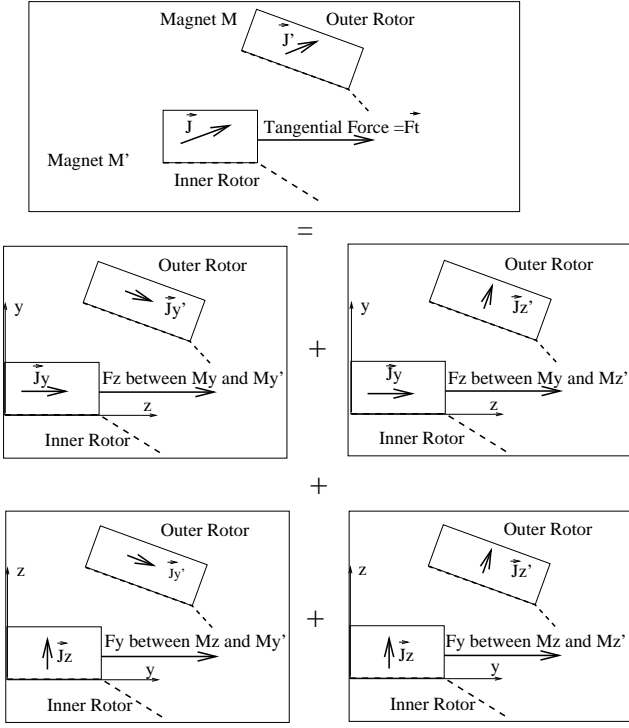 Magnet M Outer Rotor
J'
J
Tangential Force =Ft
Magnet M'
Inner Rotor
=
Outer Rotor
y
Jy'
Jy
Fz between My and My'
z
Inner Rotor
+
Outer Rotor
y
Jz'
Jy
Fz between My and Mz'
z
Inner Rotor
+
Outer Rotor
z
Jy'
Jz
Fy between Mz and My'
y
Inner Rotor
+
Outer Rotor
z
Jz'
Jz
Fy between Mz and Mz'
y
Inner Rotor